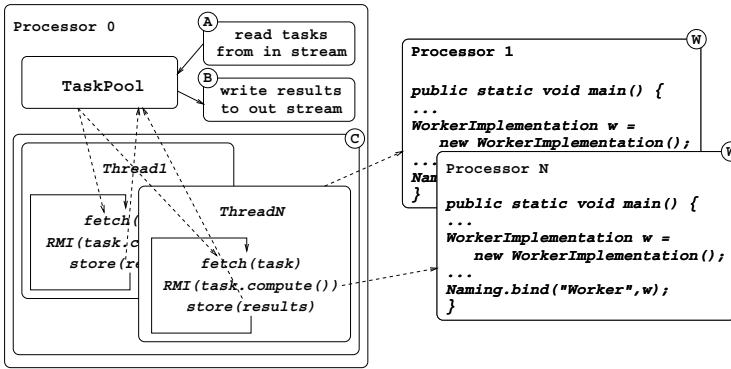 Processor 0
A
read tasks
from in stream
TaskPool
B
write results
to out stream
C
Thread1
fetch(
RMI(task.c
store(re
ThreadN
fetch(task)
RMI(task.compute())
store(results)
W
Processor 1
public static void main() {
...
WorkerImplementation w =
new WorkerImplementation();
...
Nam
}
W
Processor N
public static void main() {
...
WorkerImplementation w =
new WorkerImplementation();
...
Naming.bind("Worker",w);
}